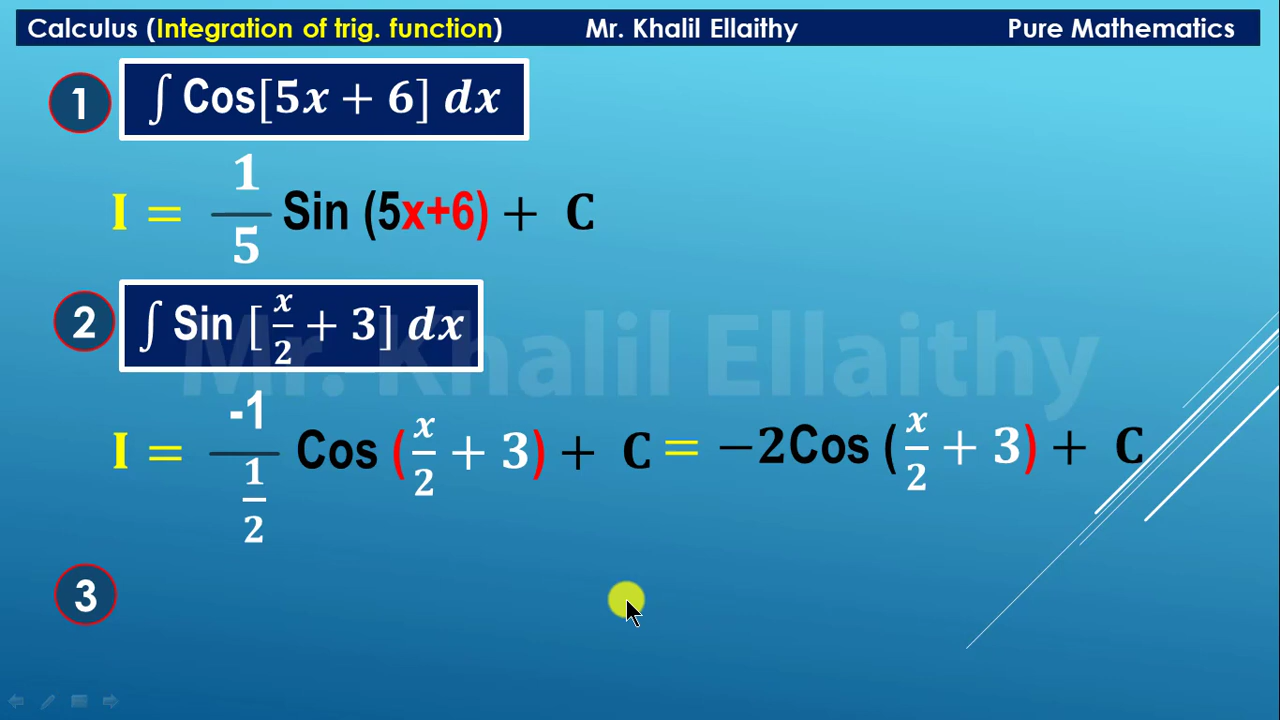 Calculus (Integration of trig. function) Mr. Khalil Ellaithy Pure Mathematics
1 ∫ Cos[5x + 6] dx
I = 1/5 Sin (5x+6) + C
2 ∫ Sin [ x/2 + 3] dx
Mr. Khalil Ellaithy
I = -1/(1/2) Cos (x/2 + 3) + C = −2Cos (x/2 + 3) + C
3